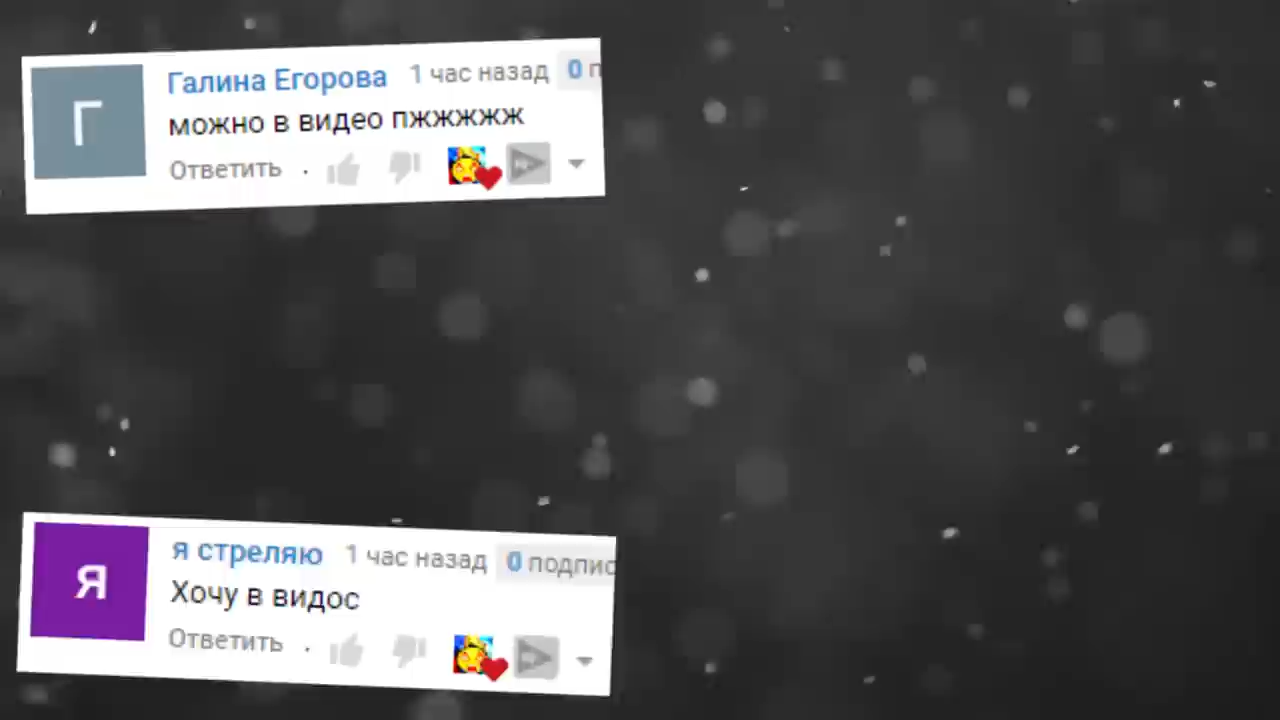 Г
Галина Егорова 1 час назад 0 п
можно в видео пжжжжж
Ответить
я
я стреляю 1 час назад 0 подпис
Хочу в видос
Ответить